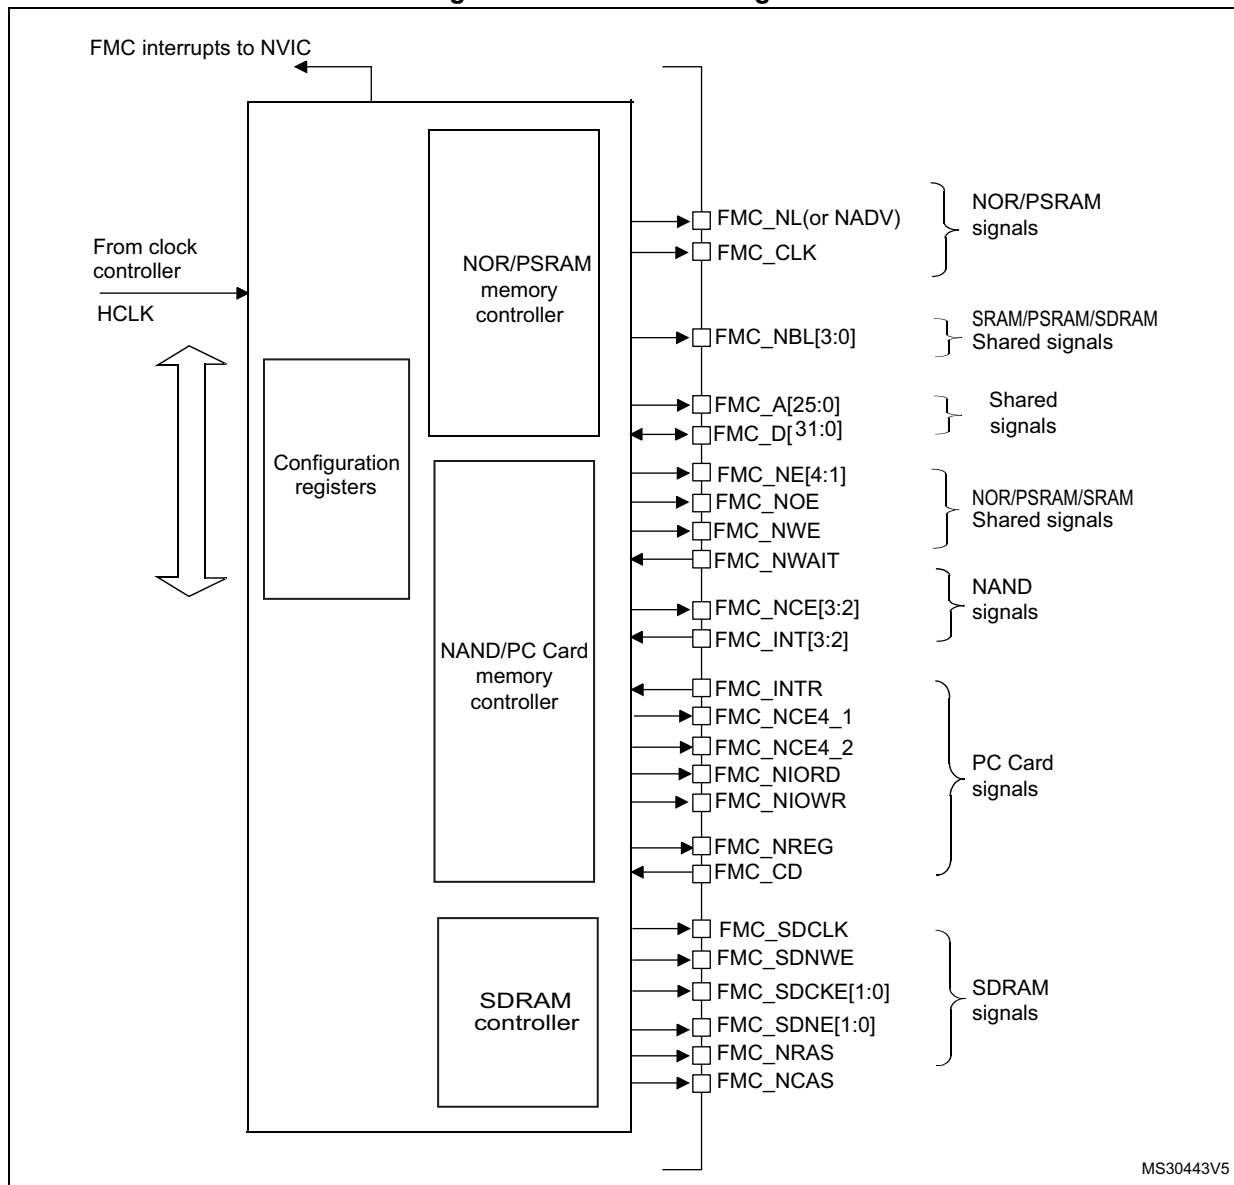 FMC interrupts to NVIC
From clock
controller
HCLK
Configuration
registers
NOR/PSRAM
memory
controller
NAND/PC Card
memory
controller
SDRAM
controller
FMC_NL(or NADV)
FMC_CLK
FMC_NBL[3:0]
FMC_A[25:0]
FMC_D[31:0]
FMC_NE[4:1]
FMC_NOE
FMC_NWE
FMC_NWAIT
FMC_NCE[3:2]
FMC_INT[3:2]
FMC_INTR
FMC_NCE4_1
FMC_NCE4_2
FMC_NIORD
FMC_NIOWR
FMC_NREG
FMC_CD
FMC_SDCLK
FMC_SDNWE
FMC_SDCKE[1:0]
FMC_SDNE[1:0]
FMC_NRAS
FMC_NCAS
NOR/PSRAM
signals
SRAM/PSRAM/SDRAM
Shared signals
Shared
signals
NOR/PSRAM/SRAM
Shared signals
NAND
signals
PC Card
signals
SDRAM
signals
MS30443V5